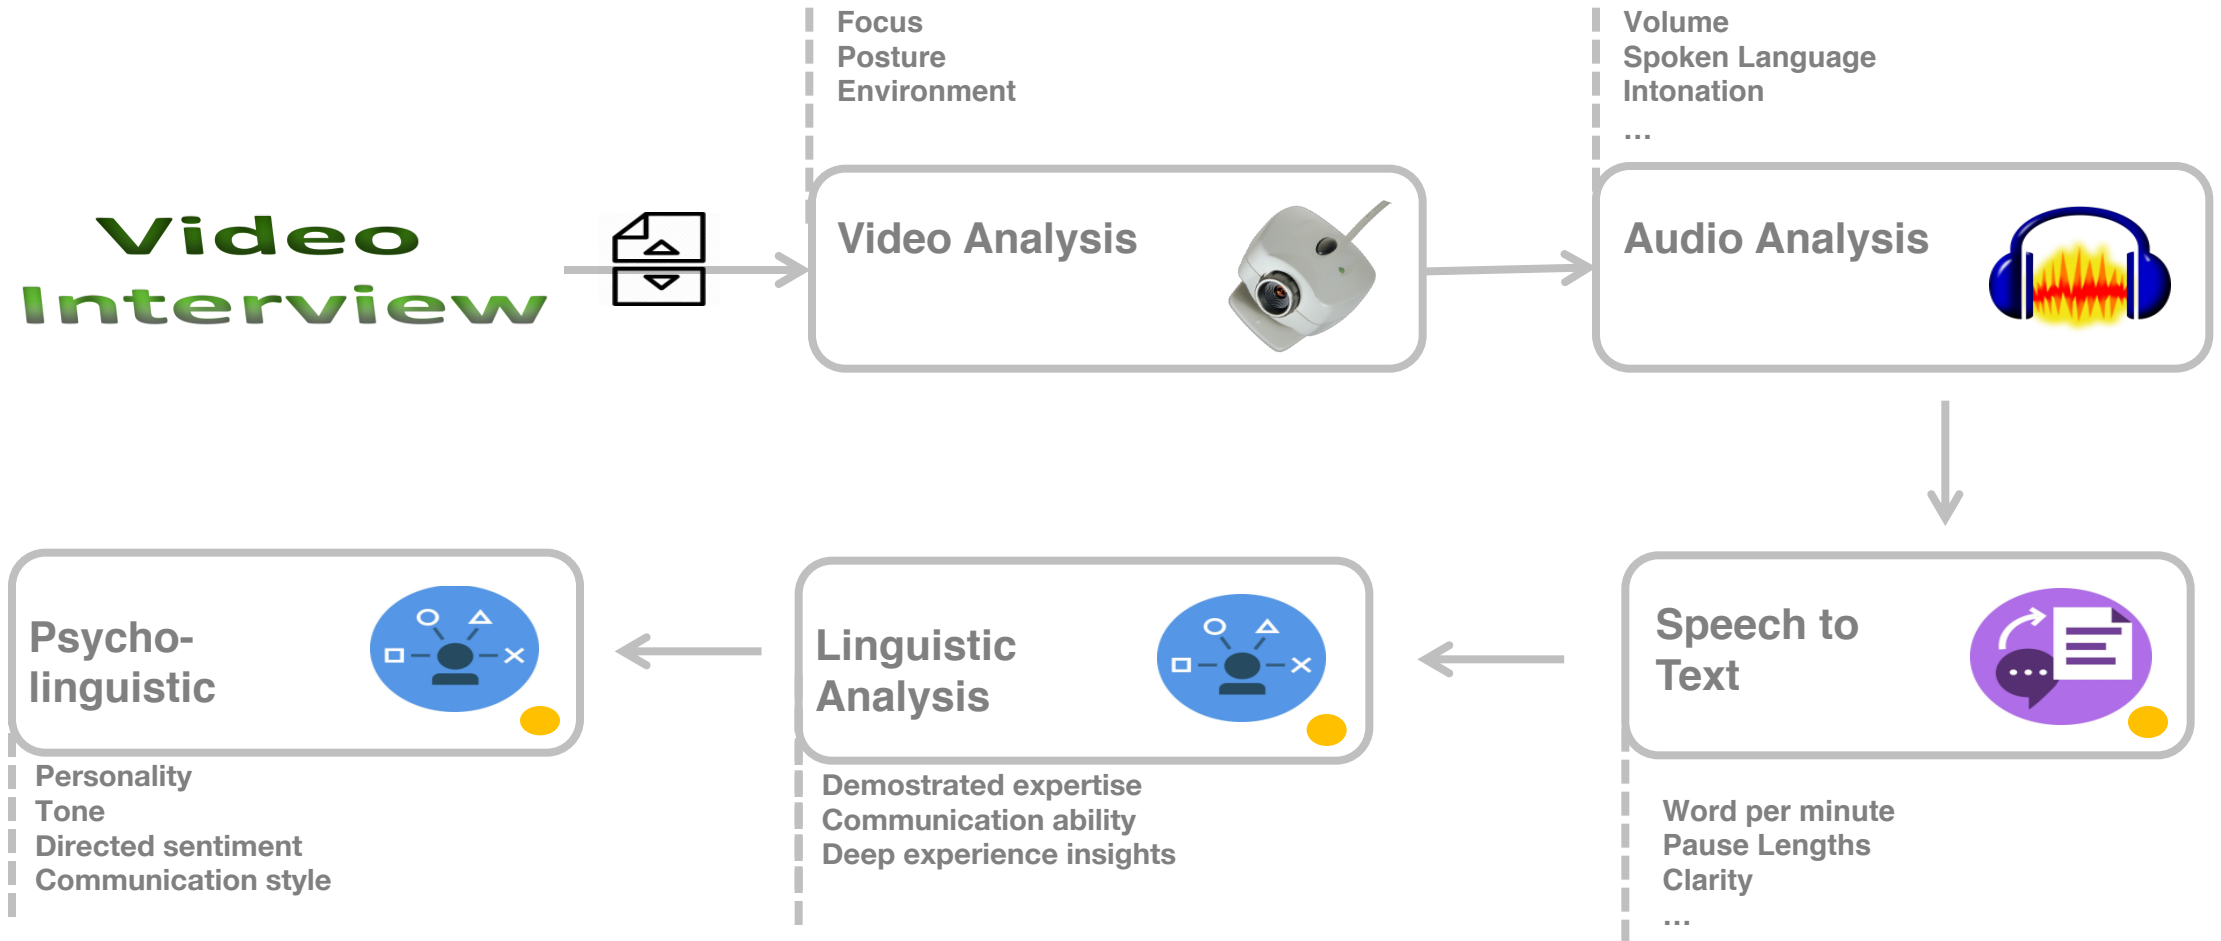 Focus
Posture
Environment
Volume
Spoken Language
Intonation
...
Video
Interview
Video Analysis
Audio Analysis
Speech to
Text
Word per minute
Pause Lengths
Clarity
...
Linguistic
Analysis
Demostrated expertise
Communication ability
Deep experience insights
Psycho-
linguistic
Personality
Tone
Directed sentiment
Communication style